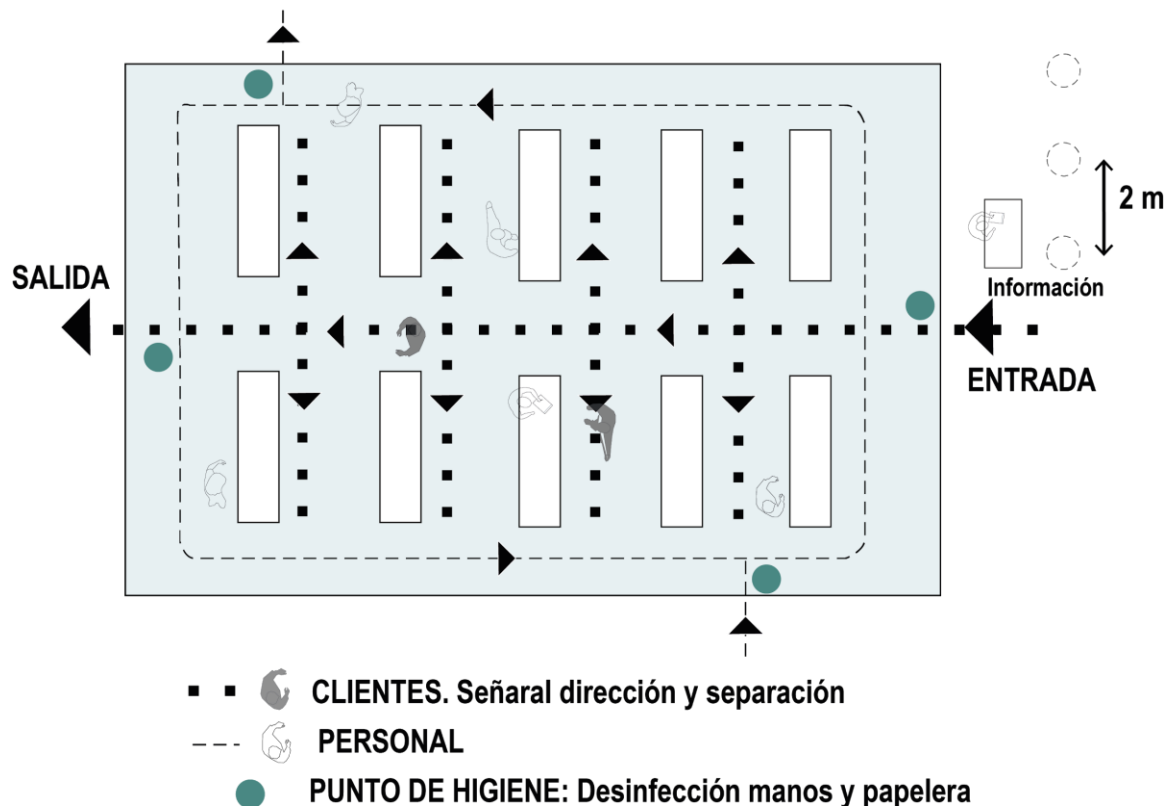 2 m
SALIDA
Información
ENTRADA
CLIENTES. Señaral dirección y separación
PERSONAL
PUNTO DE HIGIENE: Desinfección manos y papelera